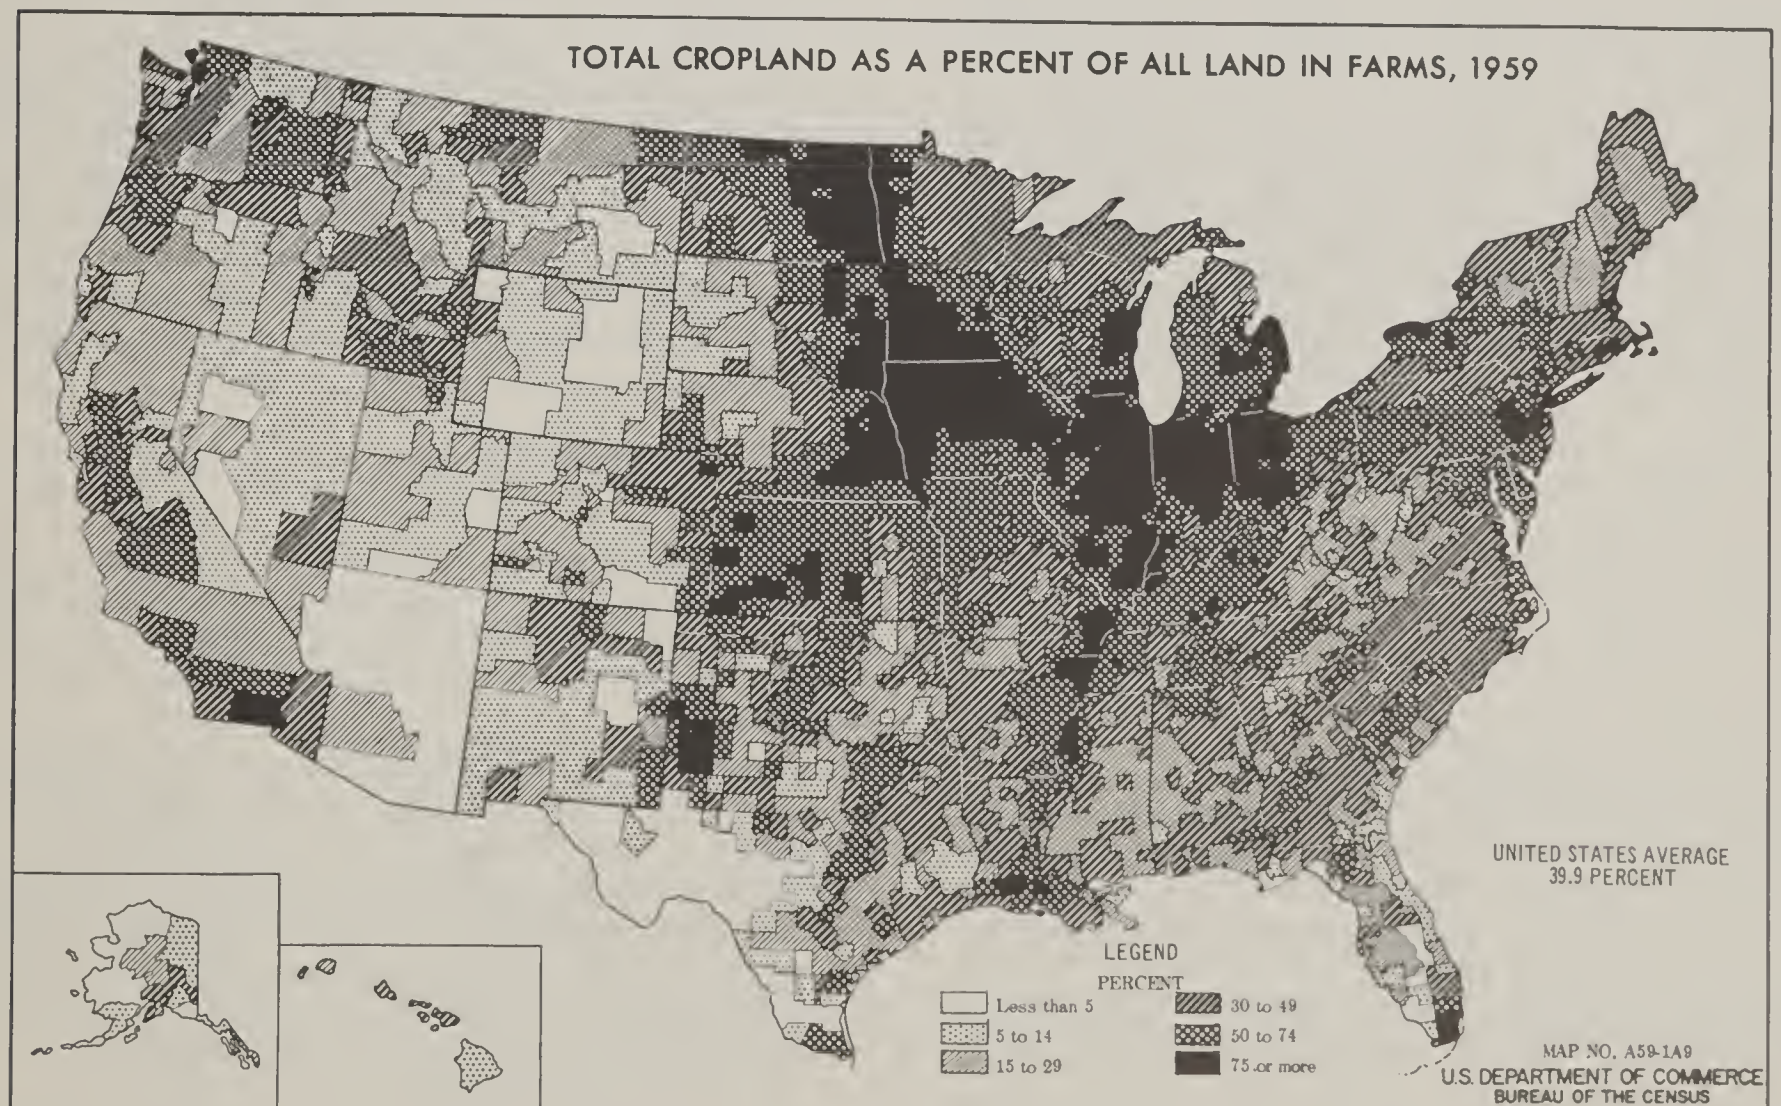 TOTAL CROPLAND AS A PERCENT OF ALL LAND IN FARMS, 1959
UNITED STATES AVERAGE
39.9 PERCENT
LEGEND
PERCENT
Less than 5
5 to 14
15 to 29
30 to 49
50 to 74
75 or more
MAP NO. A59-1A9
U.S. DEPARTMENT OF COMMERCE
BUREAU OF THE CENSUS